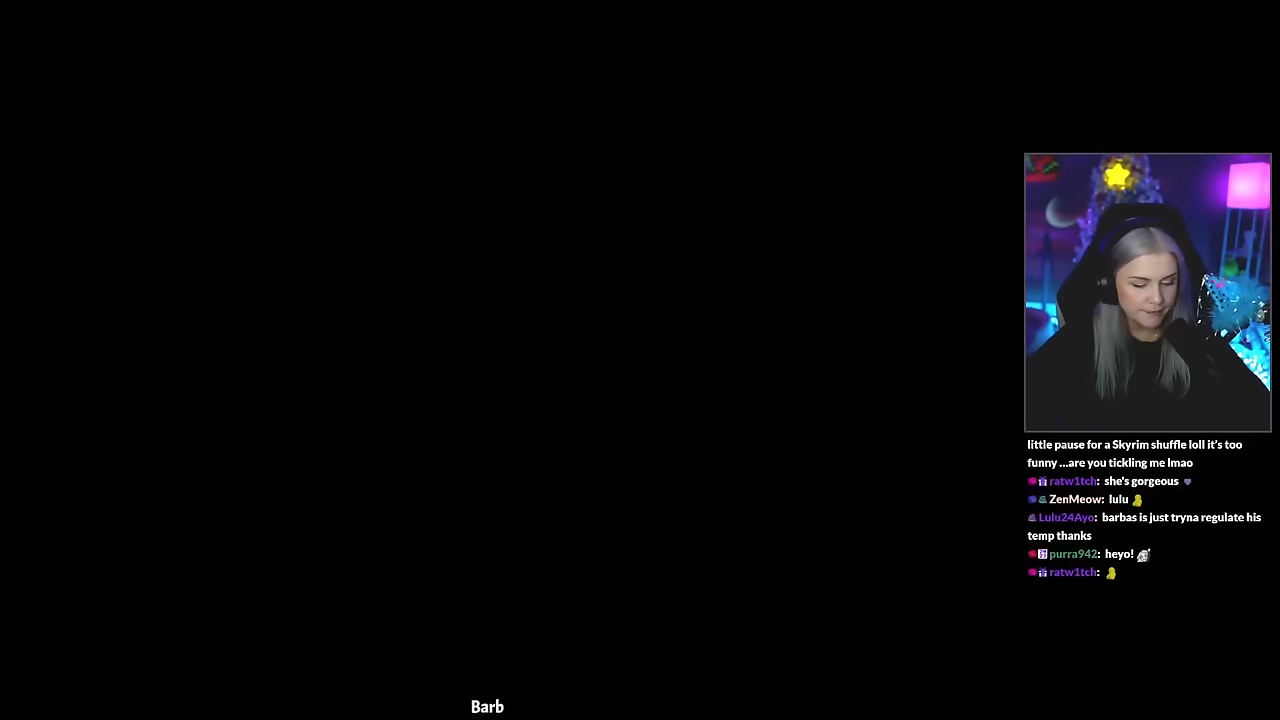 little pause for a Skyrim shuffle loll it's too
funny ...are you tickling me lmao
ratw1tch: she's gorgeous
ZenMeow: lulu
Lulu24Ayo: barbas is just tryna regulate his
temp thanks
purra942: heyo!
ratw1tch:
Barb